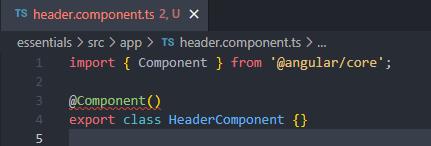 TS header.component.ts 2, U ×
essentials > src > app > TS header.component.ts > ...
1 import { Component } from '@angular/core';
2
3 @Component()
4 export class HeaderComponent {}
5